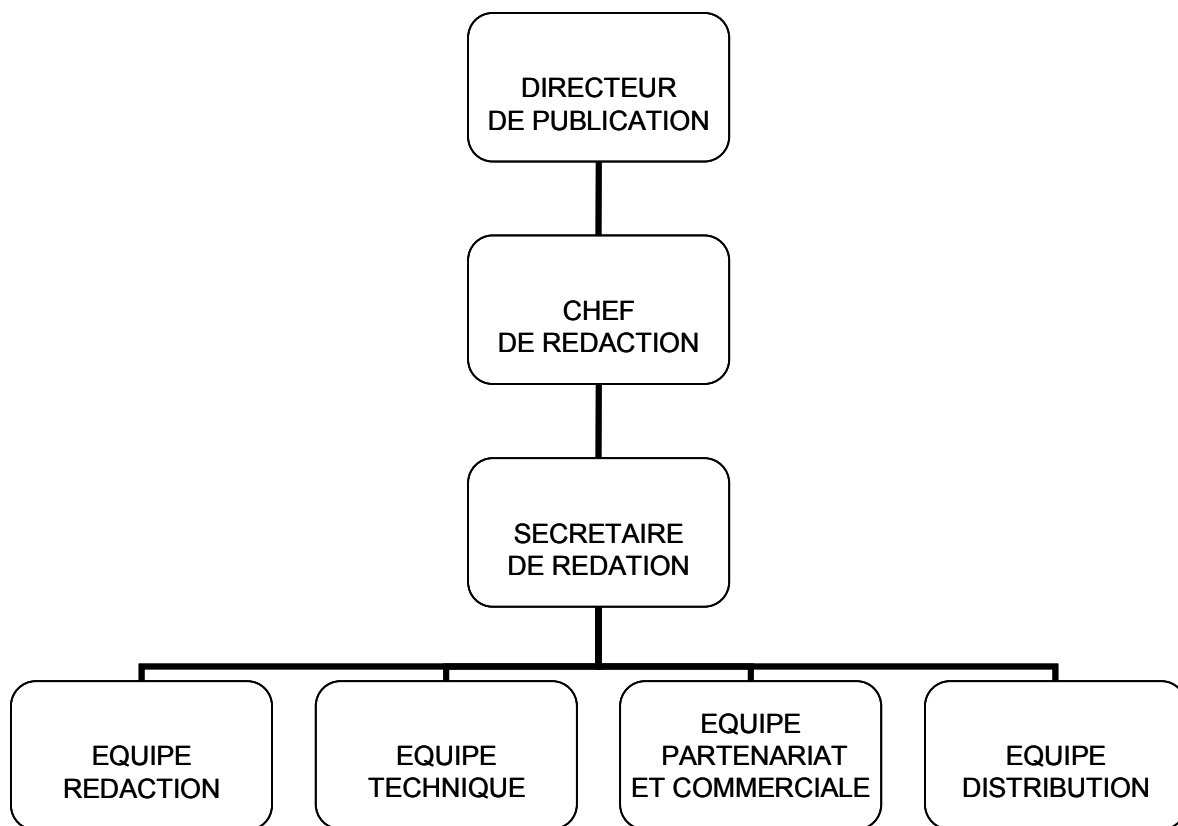 DIRECTEUR
DE PUBLICATION
CHEF
DE REDACTION
SECRETAIRE
DE REDATION
EQUIPE
REDACTION
EQUIPE
TECHNIQUE
EQUIPE
PARTENARIAT
ET COMMERCIALE
EQUIPE
DISTRIBUTION